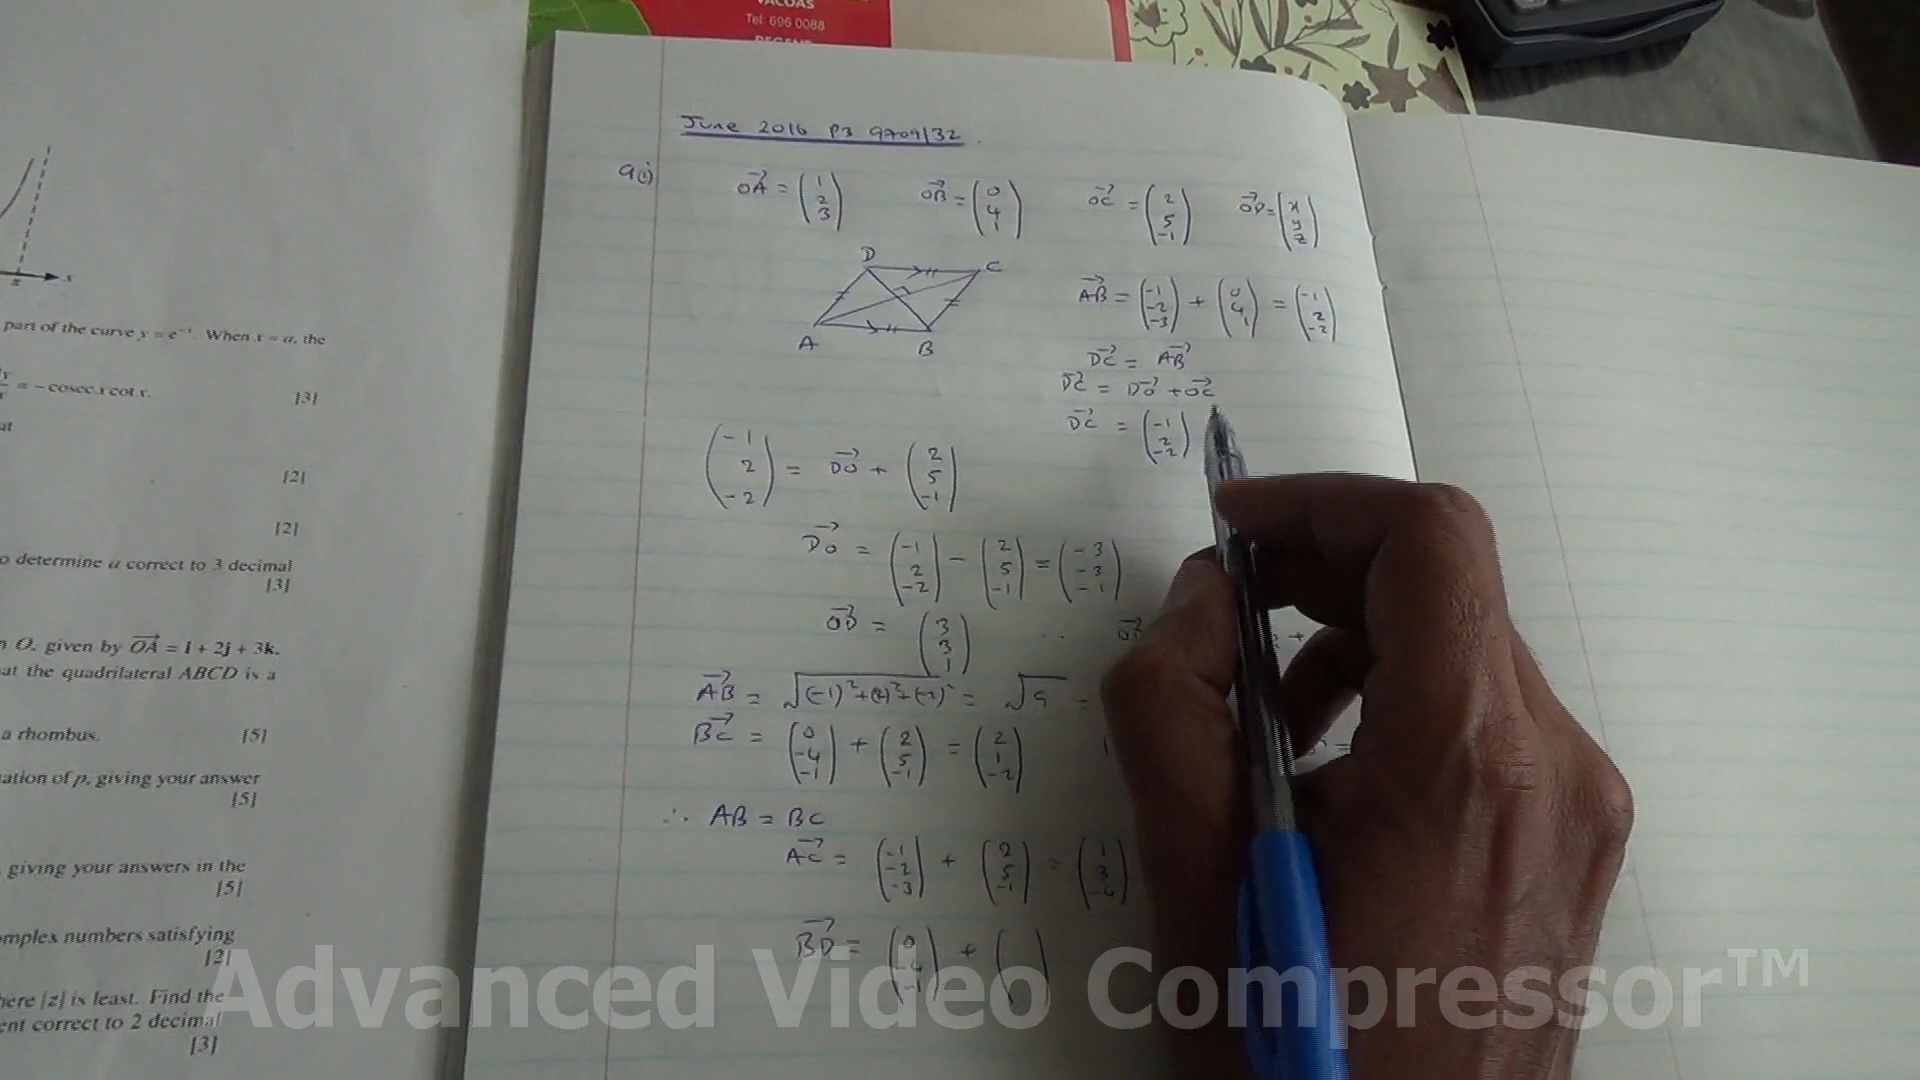 VACOAS
Tel: 696 0088
June 2016 P3 9709/32
9(i) →OA = (1 2 3) →OB = (0 4 1) →OC = (2 5 -1) →OD = (x y z)
D C
A B
→AB = (-1 -2 -3) + (0 4 1) = (-1 2 -2)
→DC = →AB
→DC = →DO + →OC
→DC = (-1 2 -2)
(-1 2 -2) = →DO + (2 5 -1)
→DO = (-1 2 -2) - (2 5 -1) = (-3 -3 -1)
→OD = (3 3 1) ∴
→AB = √(-1)²+(2)²+(-2)² = √9 =
→BC = (0 -4 -1) + (2 5 -1) = (2 1 -2)
∴ AB = BC
→AC = (-1 -2 -3) + (2 5 -1) = (1 3 -4)
→BD = (0 -4 -1) + ( )
π x
part of the curve y = e⁻ˣ. When x = a, the
= -cosec x cot x. [3]
at
[2]
[2]
o determine a correct to 3 decimal
[3]
O, given by →OA = i + 2j + 3k.
at the quadrilateral ABCD is a
a rhombus. [5]
ation of p, giving your answer
[5]
, giving your answers in the
[5]
omplex numbers satisfying
[2]
here |z| is least. Find the
ent correct to 2 decimal
[3]
Advanced Video Compressor™